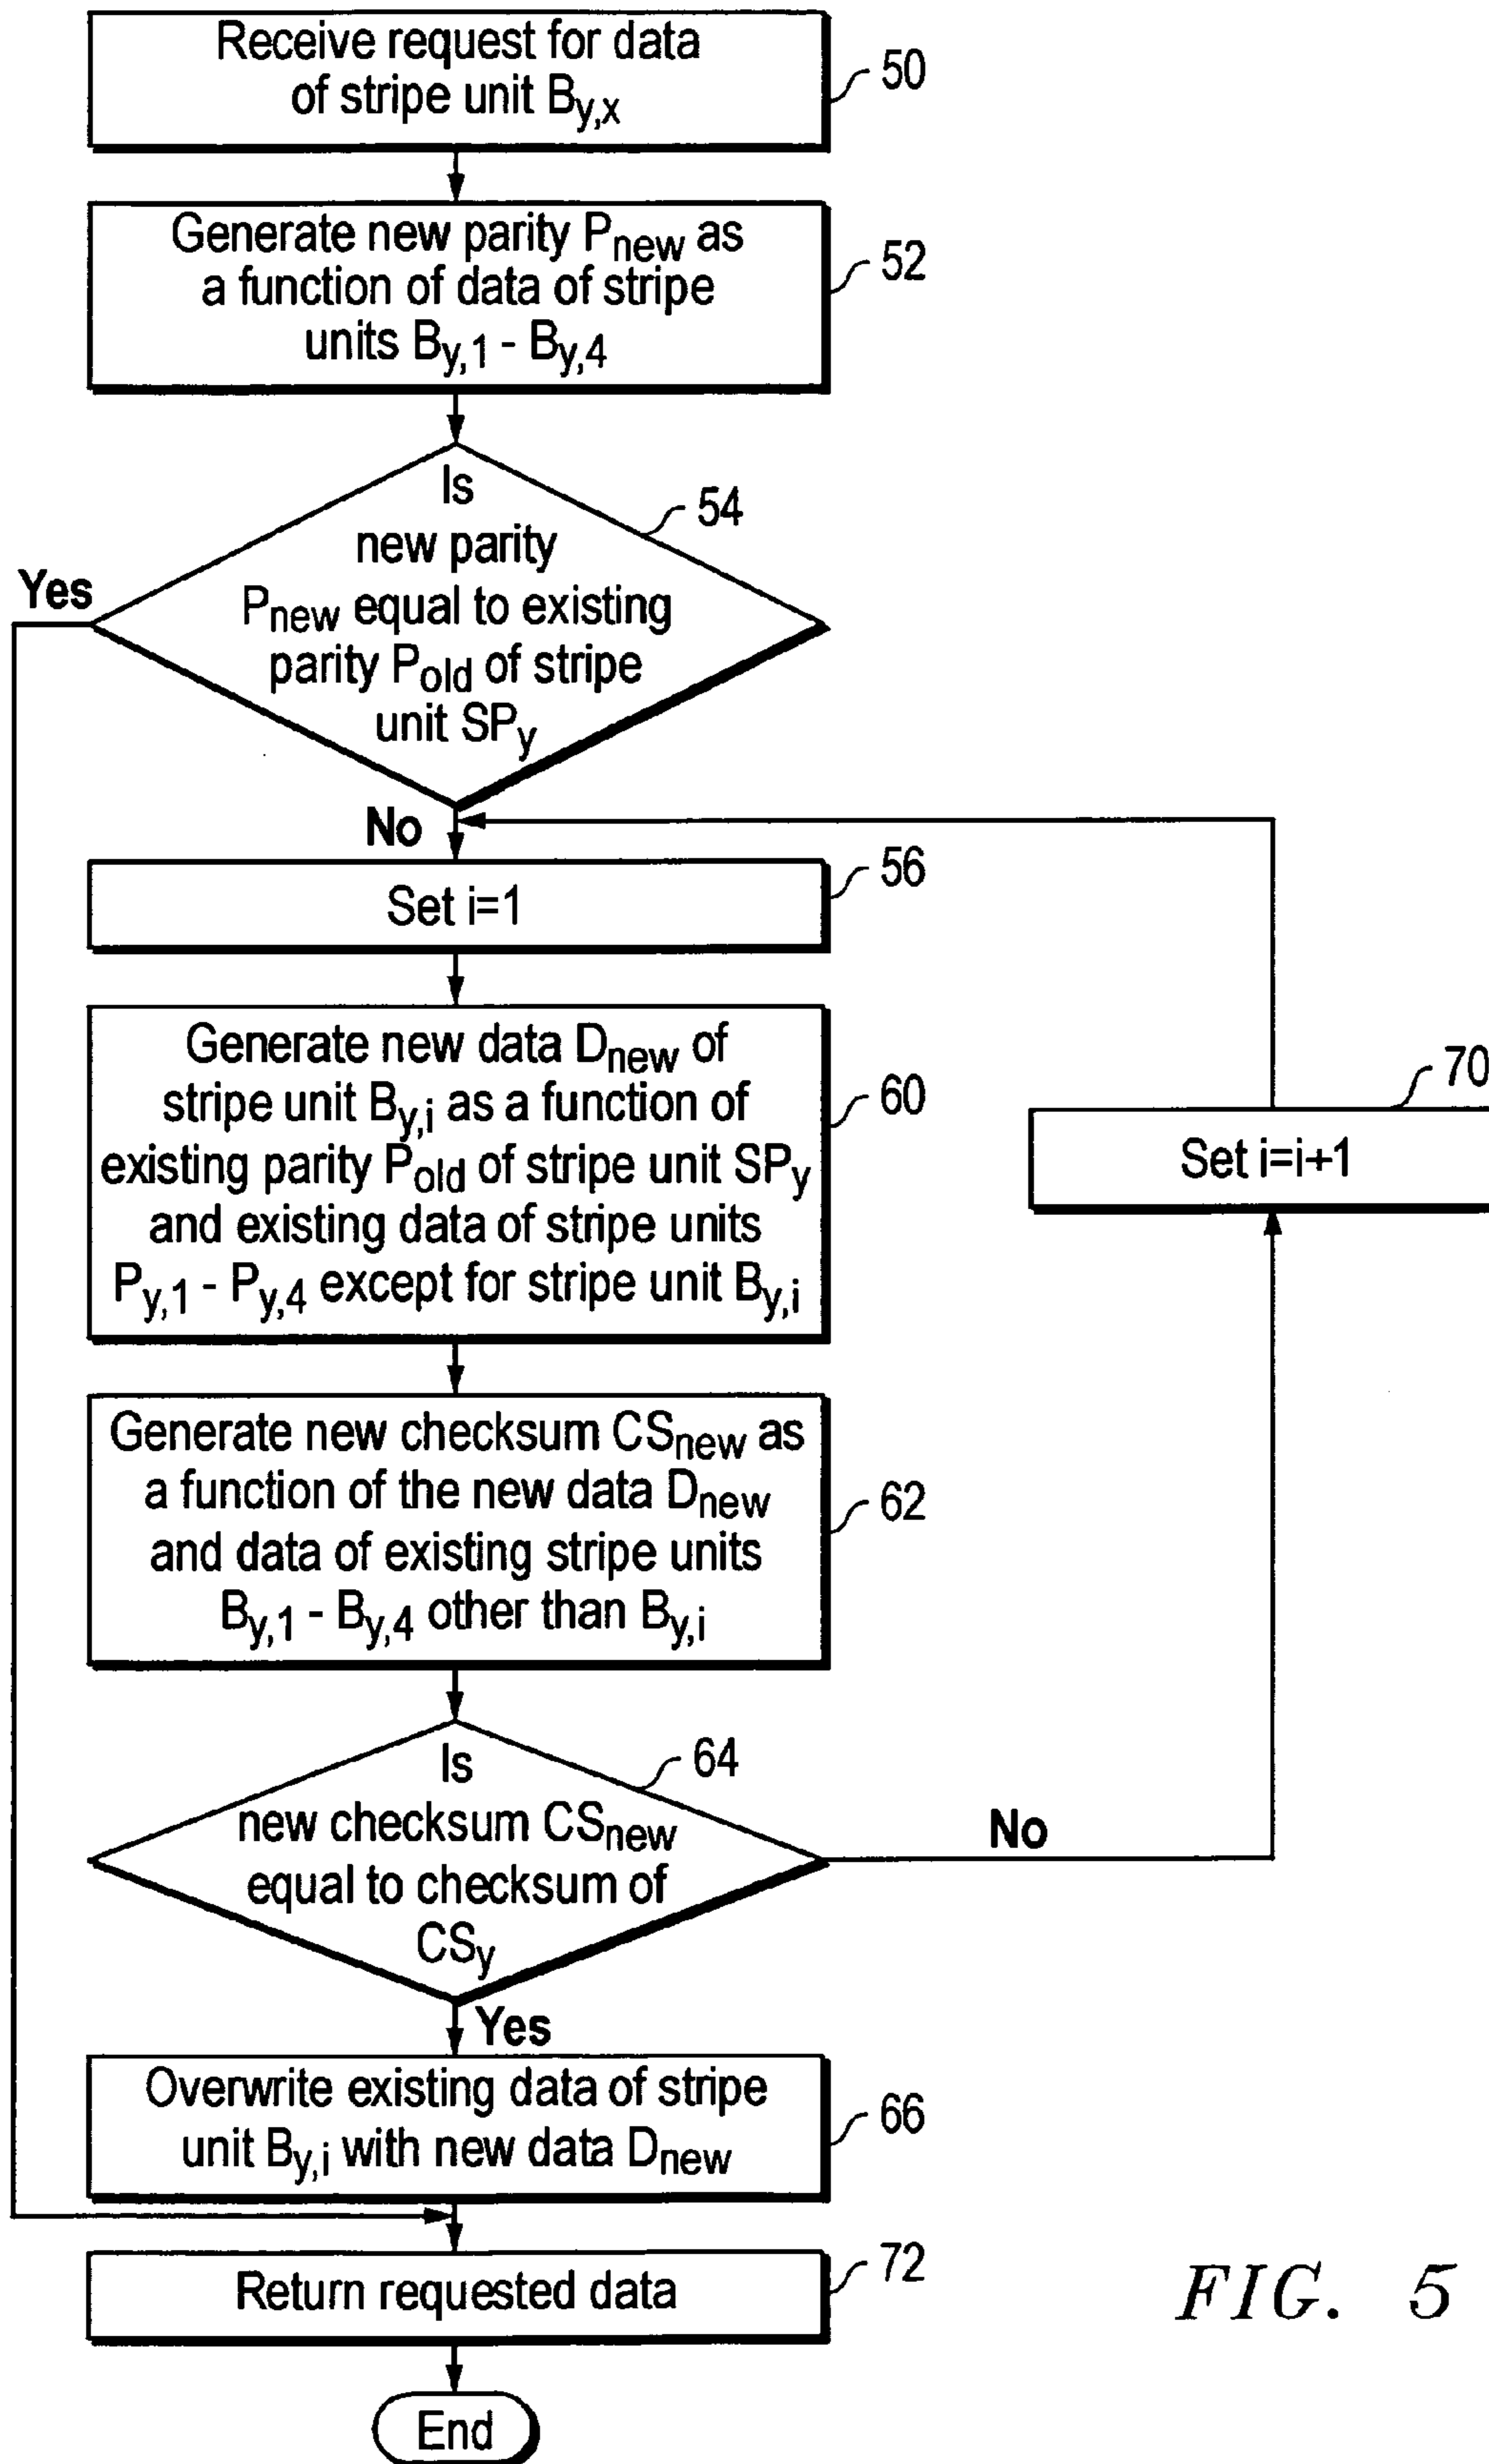 Receive request for data
of stripe unit By,x
50
Generate new parity Pnew as
a function of data of stripe
units By,1 - By,4
52
Is
new parity
Pnew equal to existing
parity Pold of stripe
unit SPy
54
Yes
No
Set i=1
56
Generate new data Dnew of
stripe unit By,i as a function of
existing parity Pold of stripe unit SPy
and existing data of stripe units
Py,1 - Py,4 except for stripe unit By,i
60
Set i=i+1
70
Generate new checksum CSnew as
a function of the new data Dnew
and data of existing stripe units
By,1 - By,4 other than By,i
62
Is
new checksum CSnew
equal to checksum of
CSy
64
No
Yes
Overwrite existing data of stripe
unit By,i with new data Dnew
66
Return requested data
72
End
FIG. 5